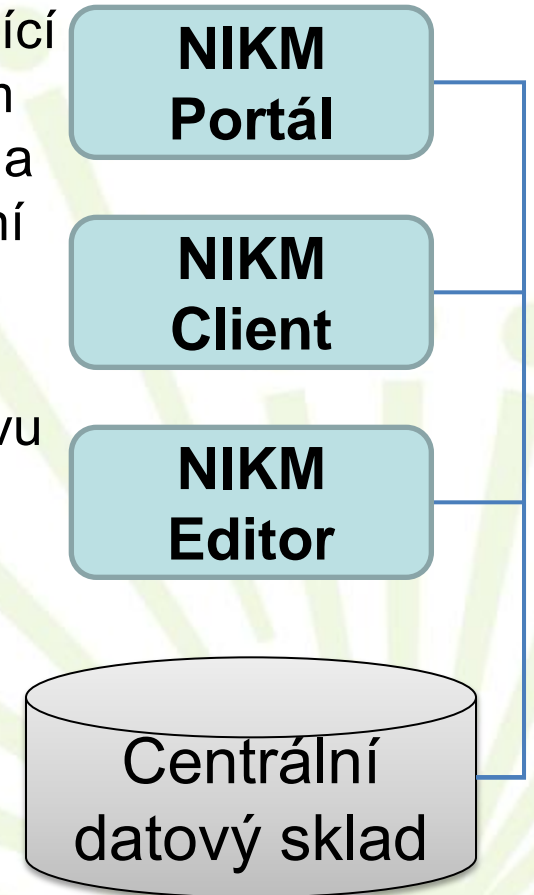 NIKM
Portál
NIKM
Client
NIKM
Editor
Centrální
datový sklad